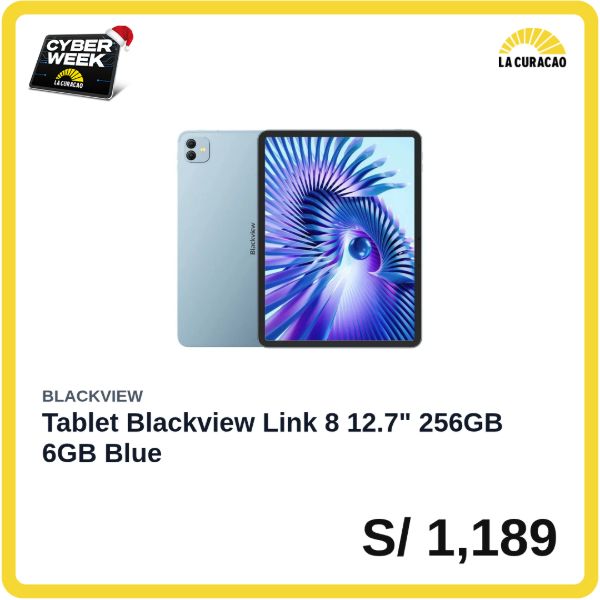 CYBER
WEEK
LA CURACAO
LA CURACAO
Blackview
BLACKVIEW
Tablet Blackview Link 8 12.7" 256GB
6GB Blue
S/ 1,189